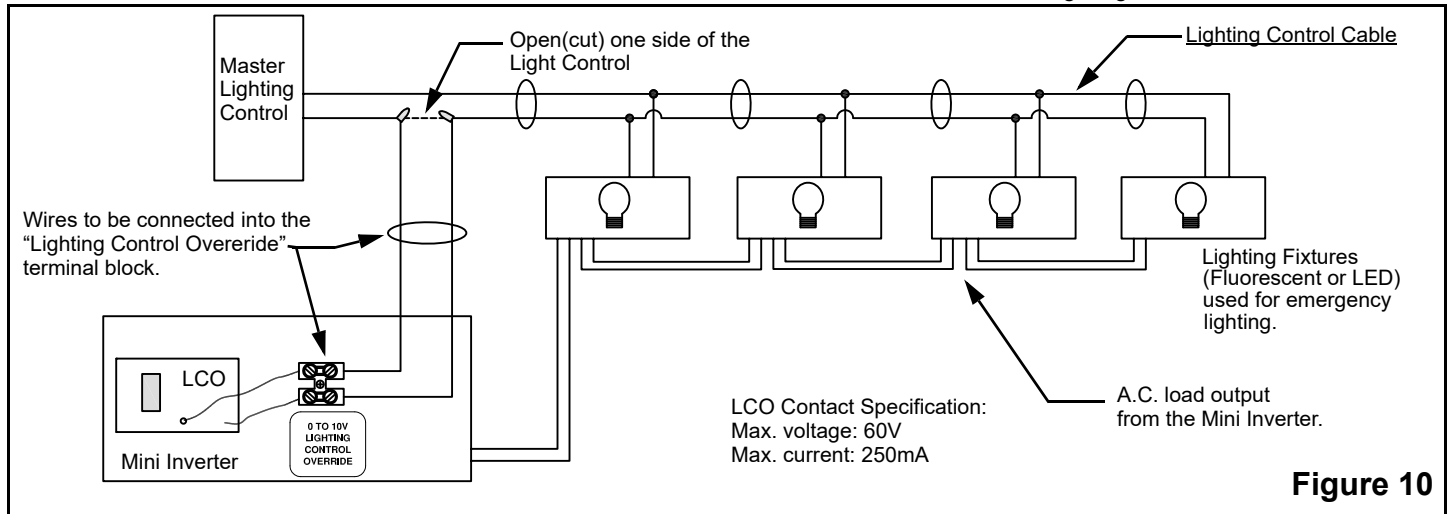 Master
Lighting
Control
Open(cut) one side of the
Light Control
Lighting Control Cable
Wires to be connected into the
“Lighting Control Overeride”
terminal block.
Lighting Fixtures
(Fluorescent or LED)
used for emergency
lighting.
LCO
0 TO 10V
LIGHTING
CONTROL
OVERRIDE
Mini Inverter
LCO Contact Specification:
Max. voltage: 60V
Max. current: 250mA
A.C. load output
from the Mini Inverter.
Figure 10